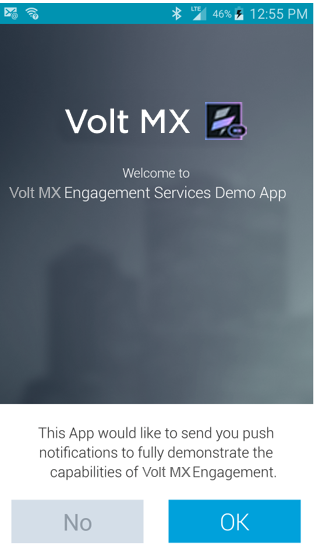 LTE 46% 12:55 PM
Volt MX
Welcome to
Volt MX Engagement Services Demo App
This App would like to send you push
notifications to fully demonstrate the
capabilities of Volt MX Engagement.
No OK